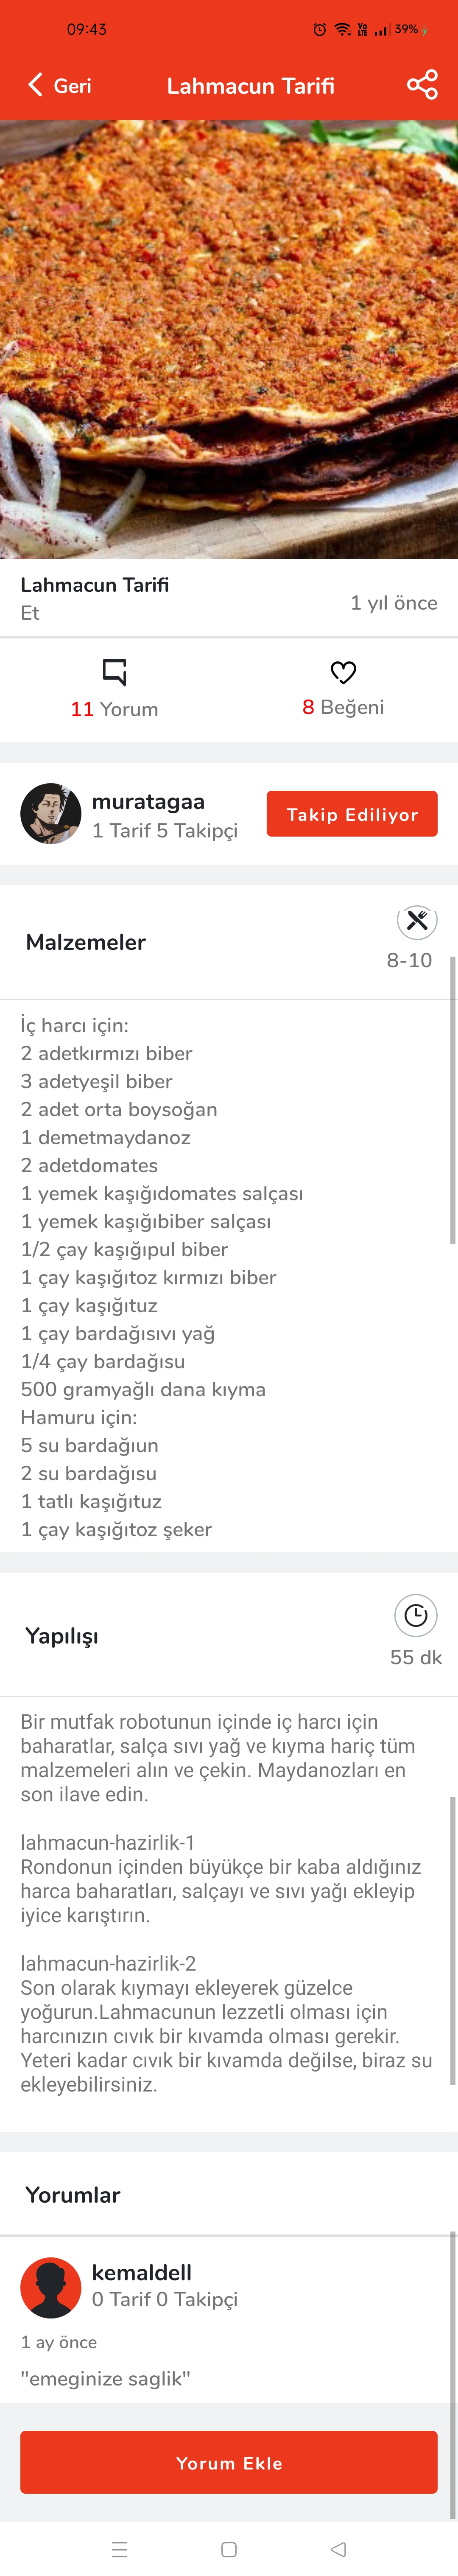 09:43
Vo LTE 39%
Geri
Lahmacun Tarifi
Lahmacun Tarifi
Et
1 yıl önce
11 Yorum
8 Beğeni
muratagaa
1 Tarif 5 Takipçi
Takip Ediliyor
Malzemeler
8-10
İç harcı için:
2 adetkırmızı biber
3 adetyeşil biber
2 adet orta boysoğan
1 demetmaydanoz
2 adetdomates
1 yemek kaşığıdomates salçası
1 yemek kaşığıbiber salçası
1/2 çay kaşığıpul biber
1 çay kaşığıtoz kırmızı biber
1 çay kaşığıtuz
1 çay bardağısıvı yağ
1/4 çay bardağısu
500 gramyağlı dana kıyma
Hamuru için:
5 su bardağıun
2 su bardağısu
1 tatlı kaşığıtuz
1 çay kaşığıtoz şeker
Yapılışı
55 dk
Bir mutfak robotunun içinde iç harcı için
baharatlar, salça sıvı yağ ve kıyma hariç tüm
malzemeleri alın ve çekin. Maydanozları en
son ilave edin.
lahmacun-hazirlik-1
Rondonun içinden büyükçe bir kaba aldığınız
harca baharatları, salçayı ve sıvı yağı ekleyip
iyice karıştırın.
lahmacun-hazirlik-2
Son olarak kıymayı ekleyerek güzelce
yoğurun.Lahmacunun lezzetli olması için
harcınızın cıvık bir kıvamda olması gerekir.
Yeteri kadar cıvık bir kıvamda değilse, biraz su
ekleyebilirsiniz.
Yorumlar
kemaldell
0 Tarif 0 Takipçi
1 ay önce
"emeginize saglik"
Yorum Ekle